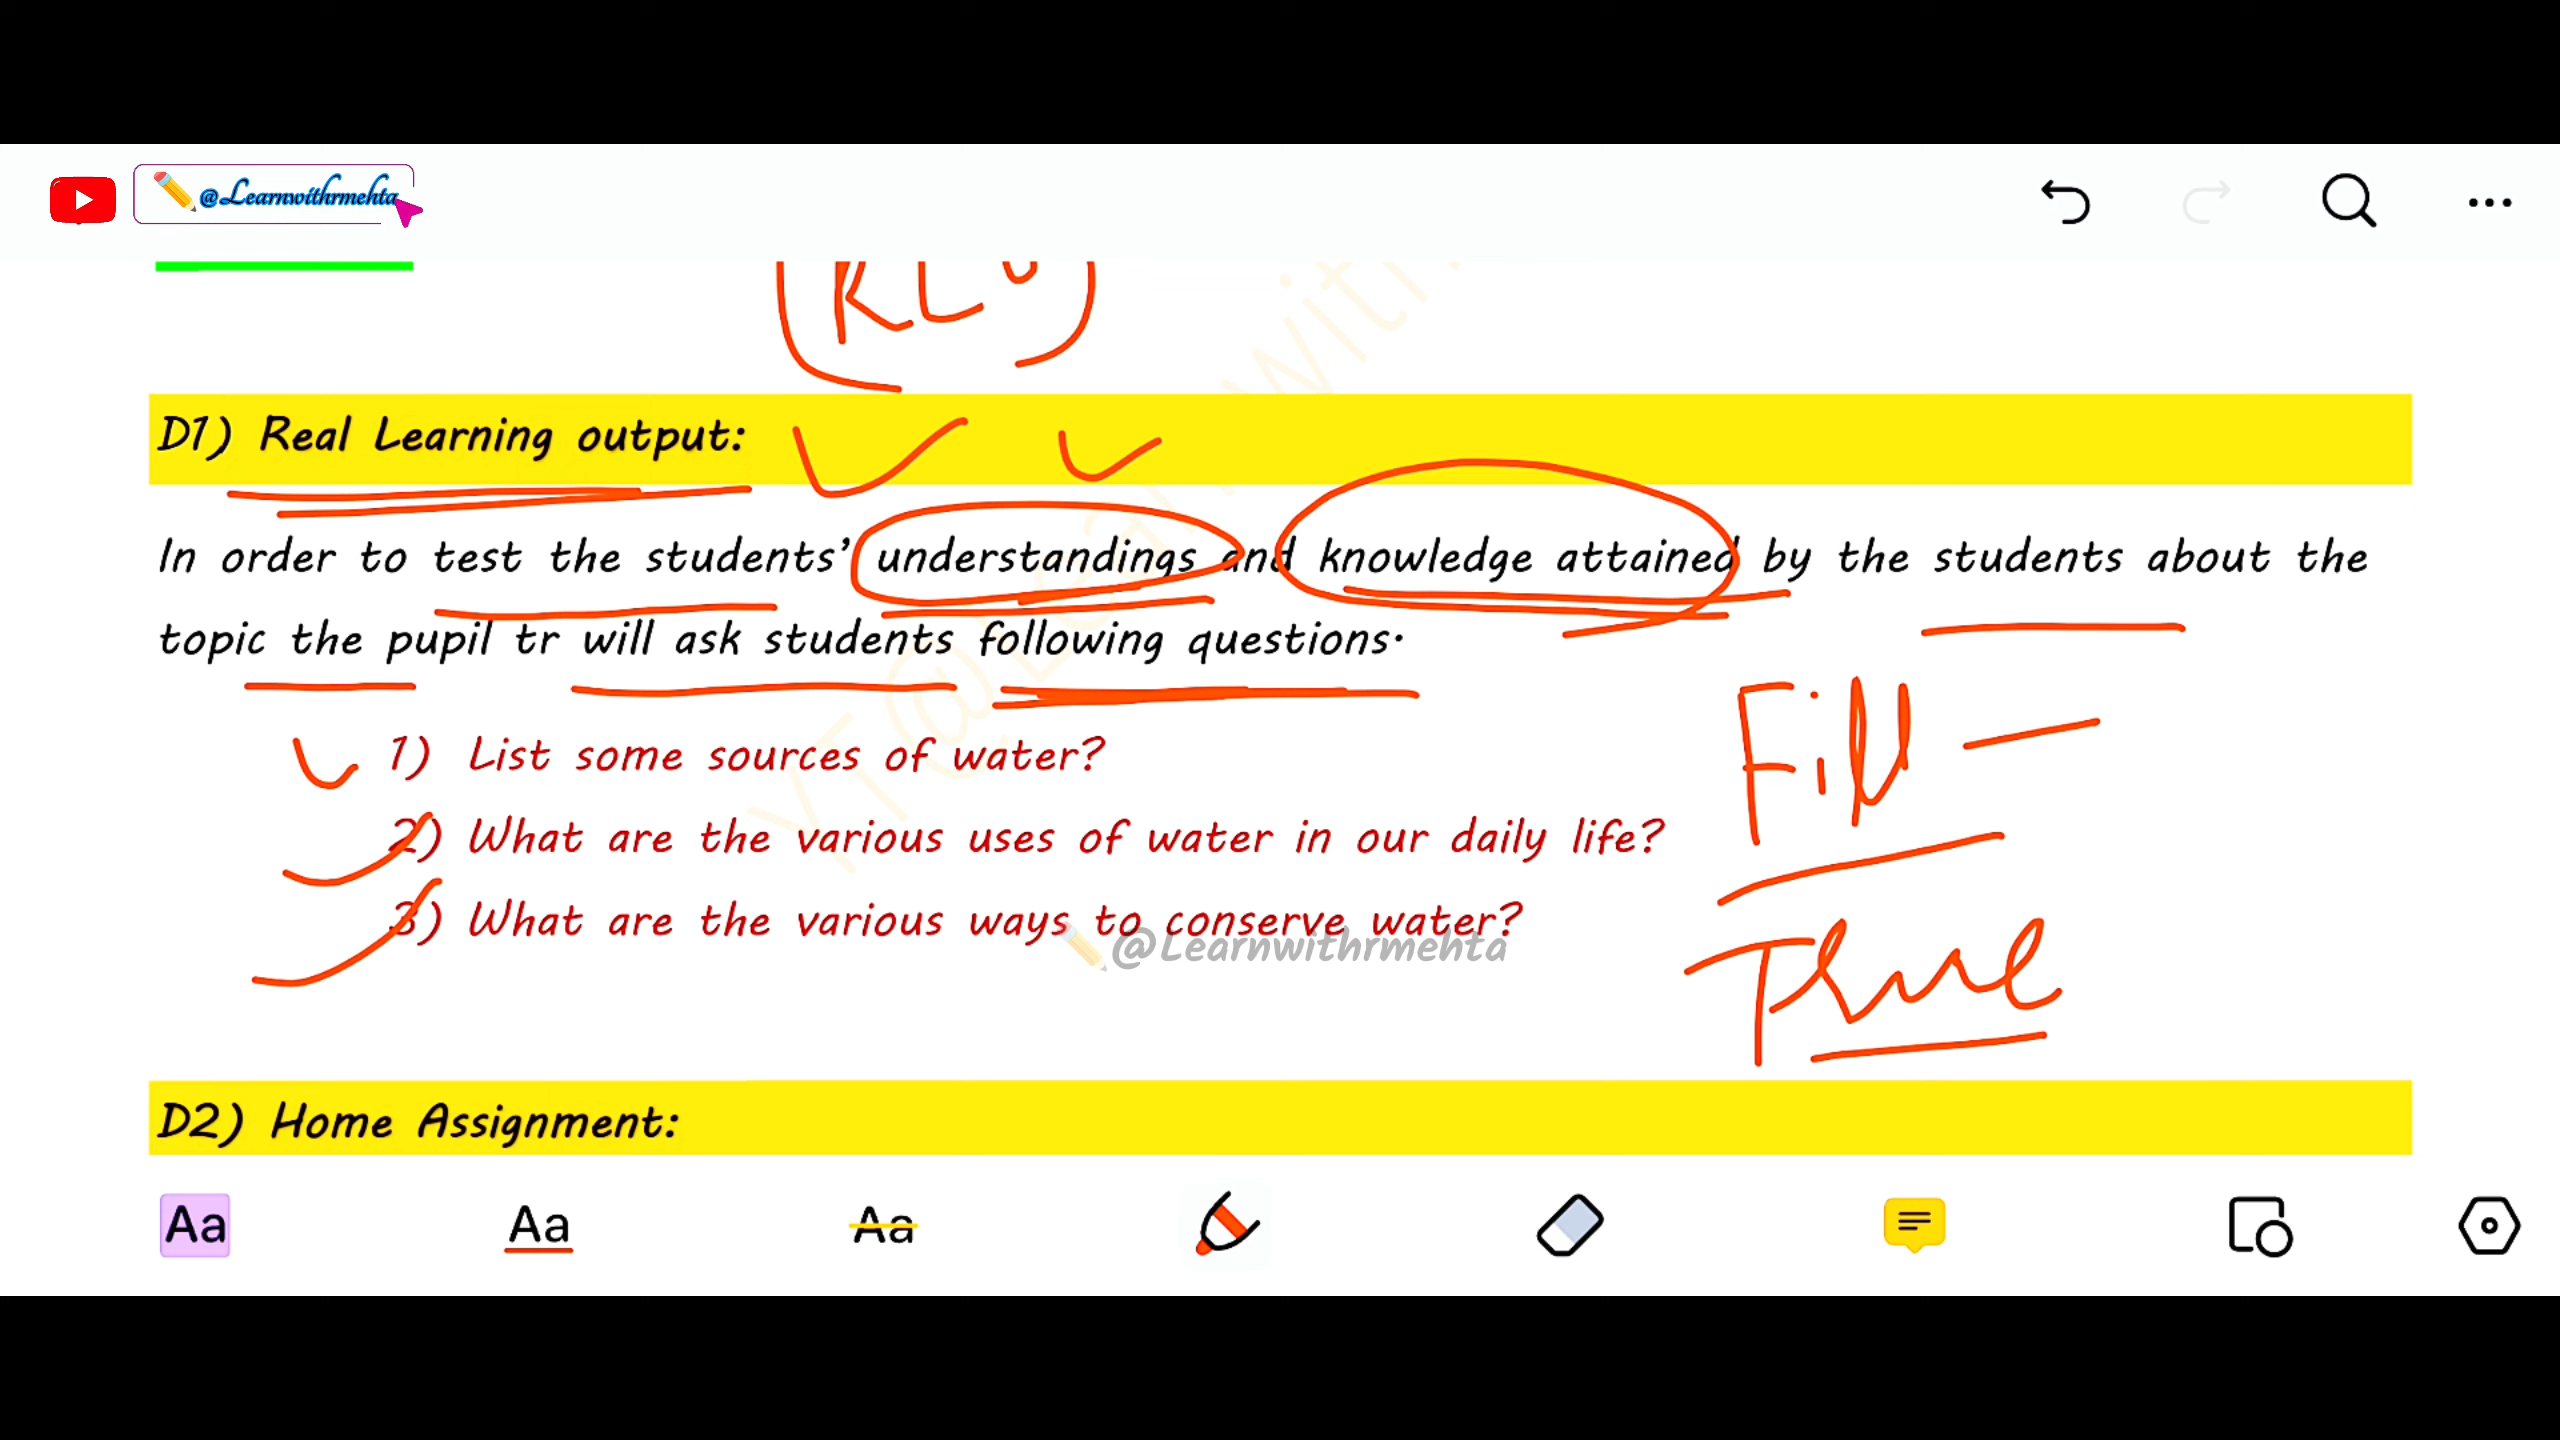 @Learnwithrmehta
(RLO)
D1) Real Learning output:
In order to test the students’ understandings and knowledge attained by the students about the
topic the pupil tr will ask students following questions.
1) List some sources of water?
2) What are the various uses of water in our daily life?
3) What are the various ways to conserve water?
@Learnwithrmehta
Fill —
True
D2) Home Assignment:
Aa Aa Aa